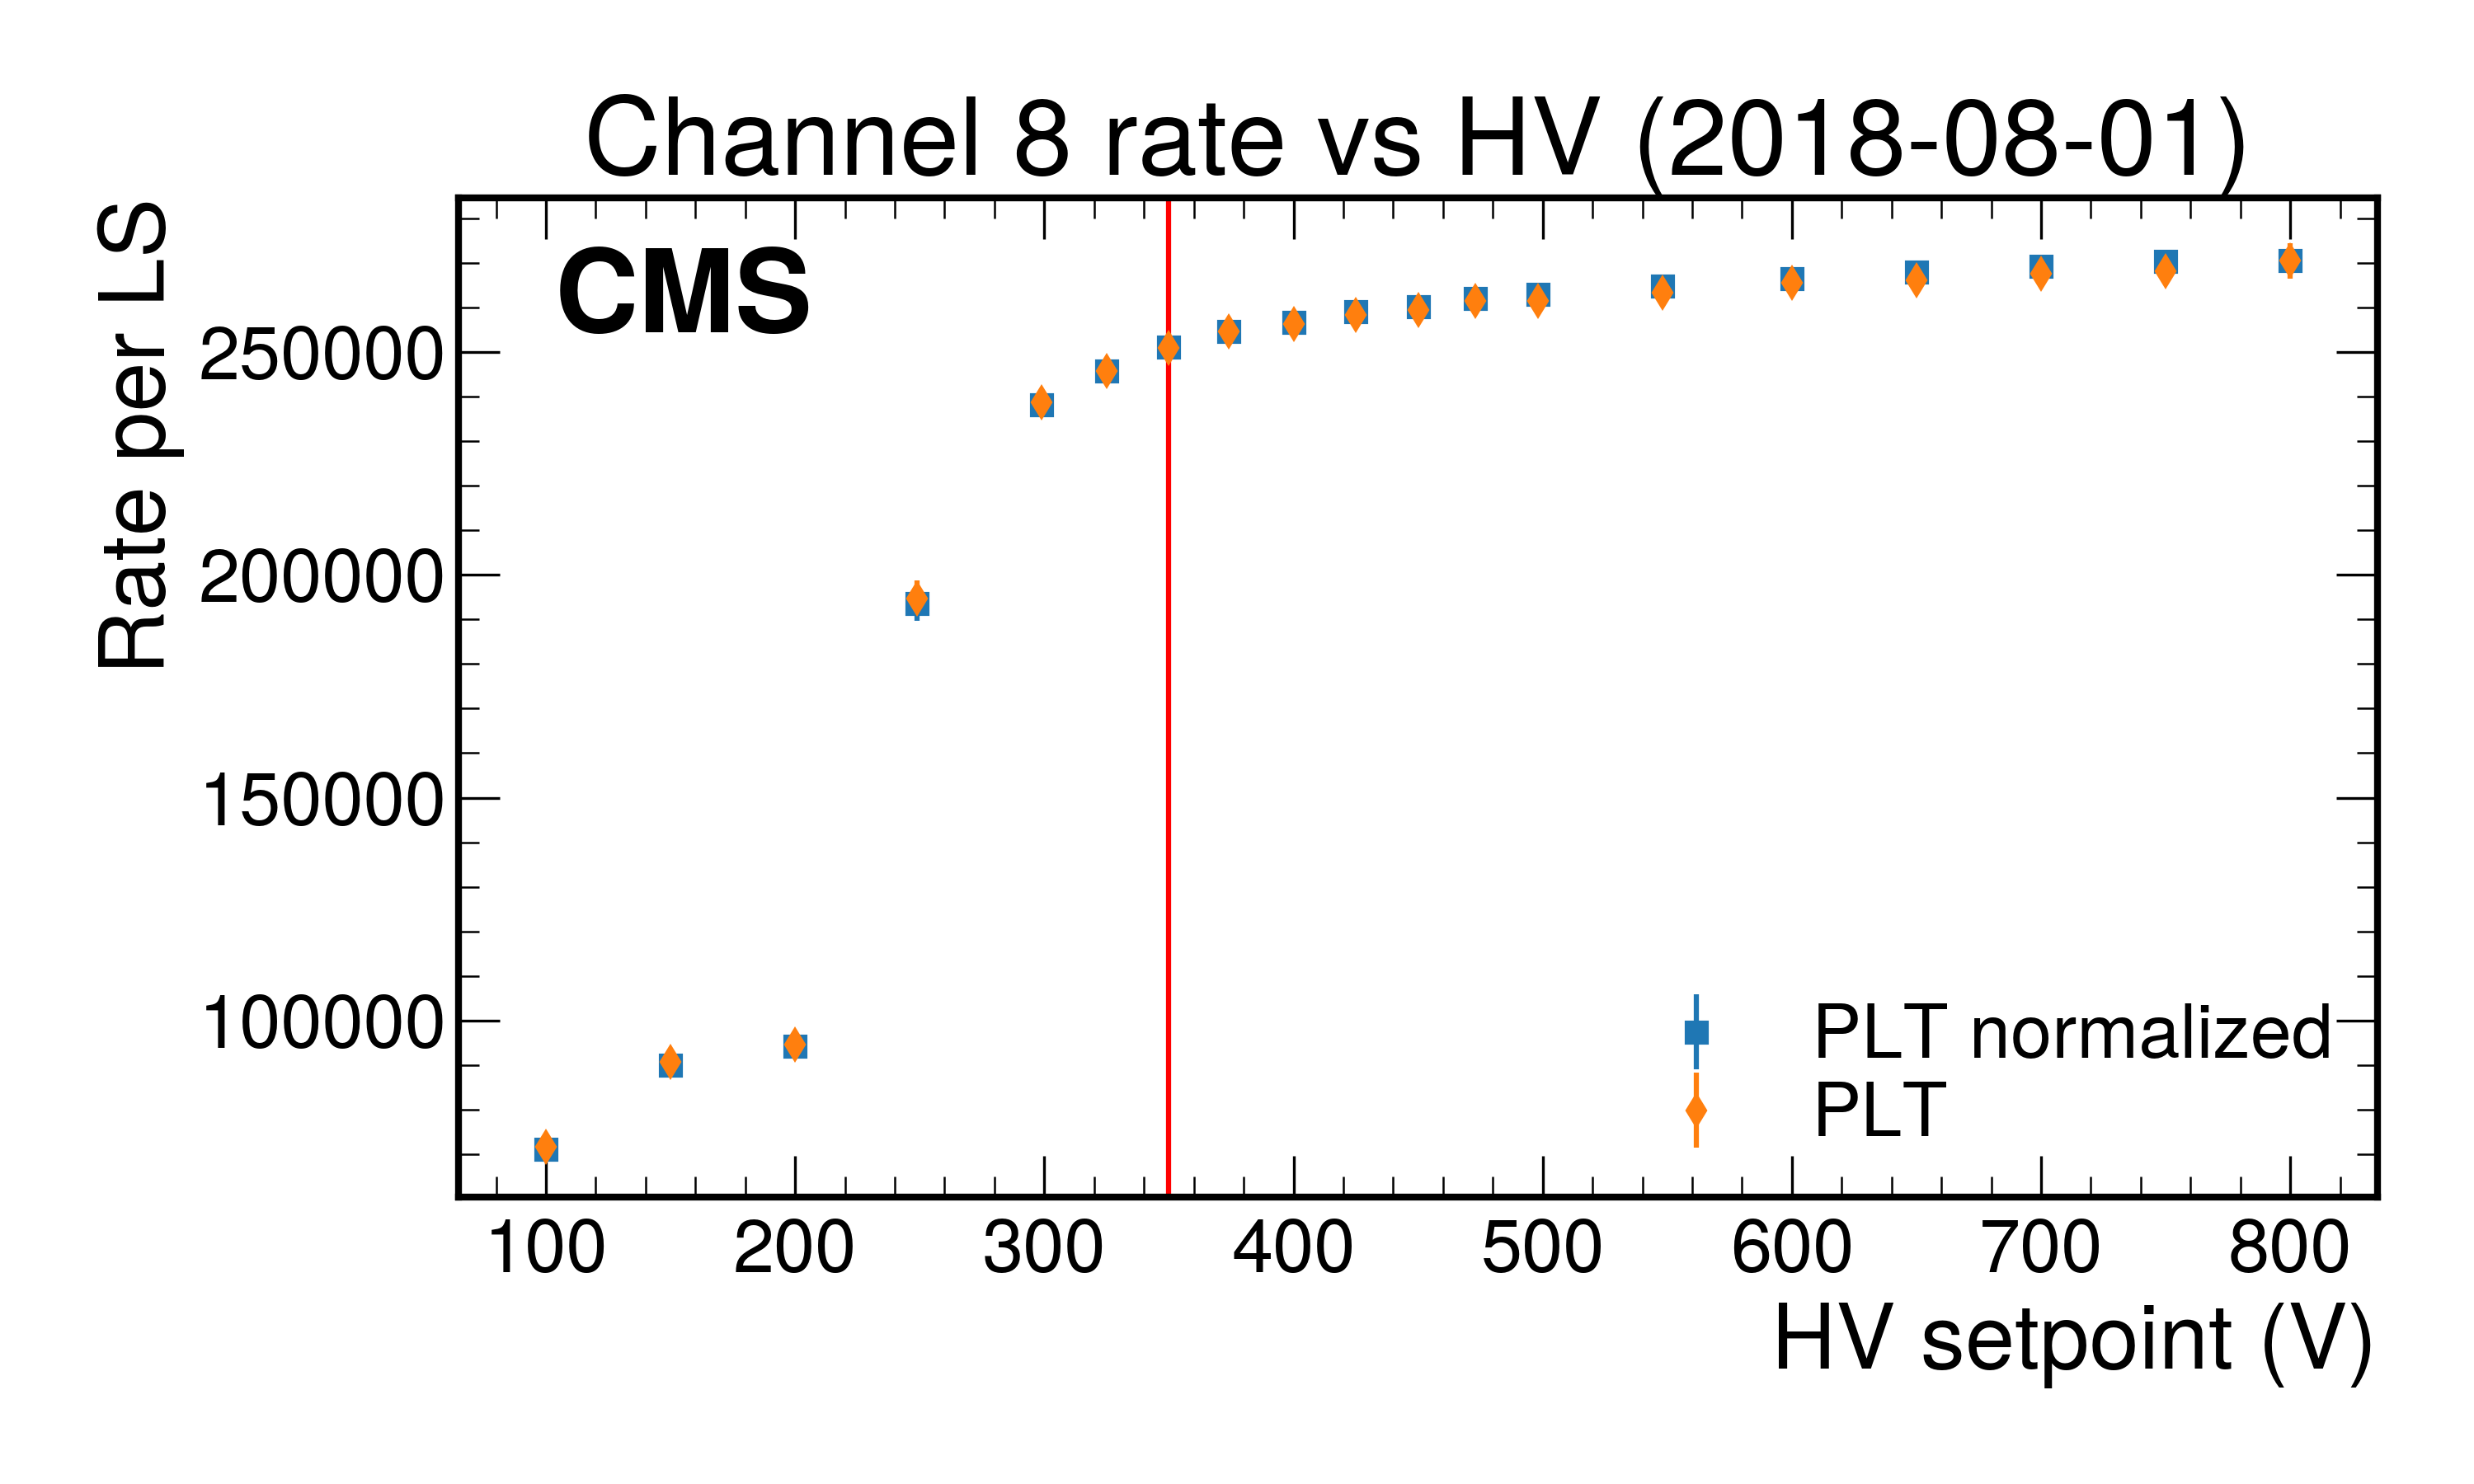 Channel 8 rate vs HV (2018-08-01)
CMS
Rate per LS
250000
200000
150000
100000
PLT normalized
PLT
100 200 300 400 500 600 700 800
HV setpoint (V)